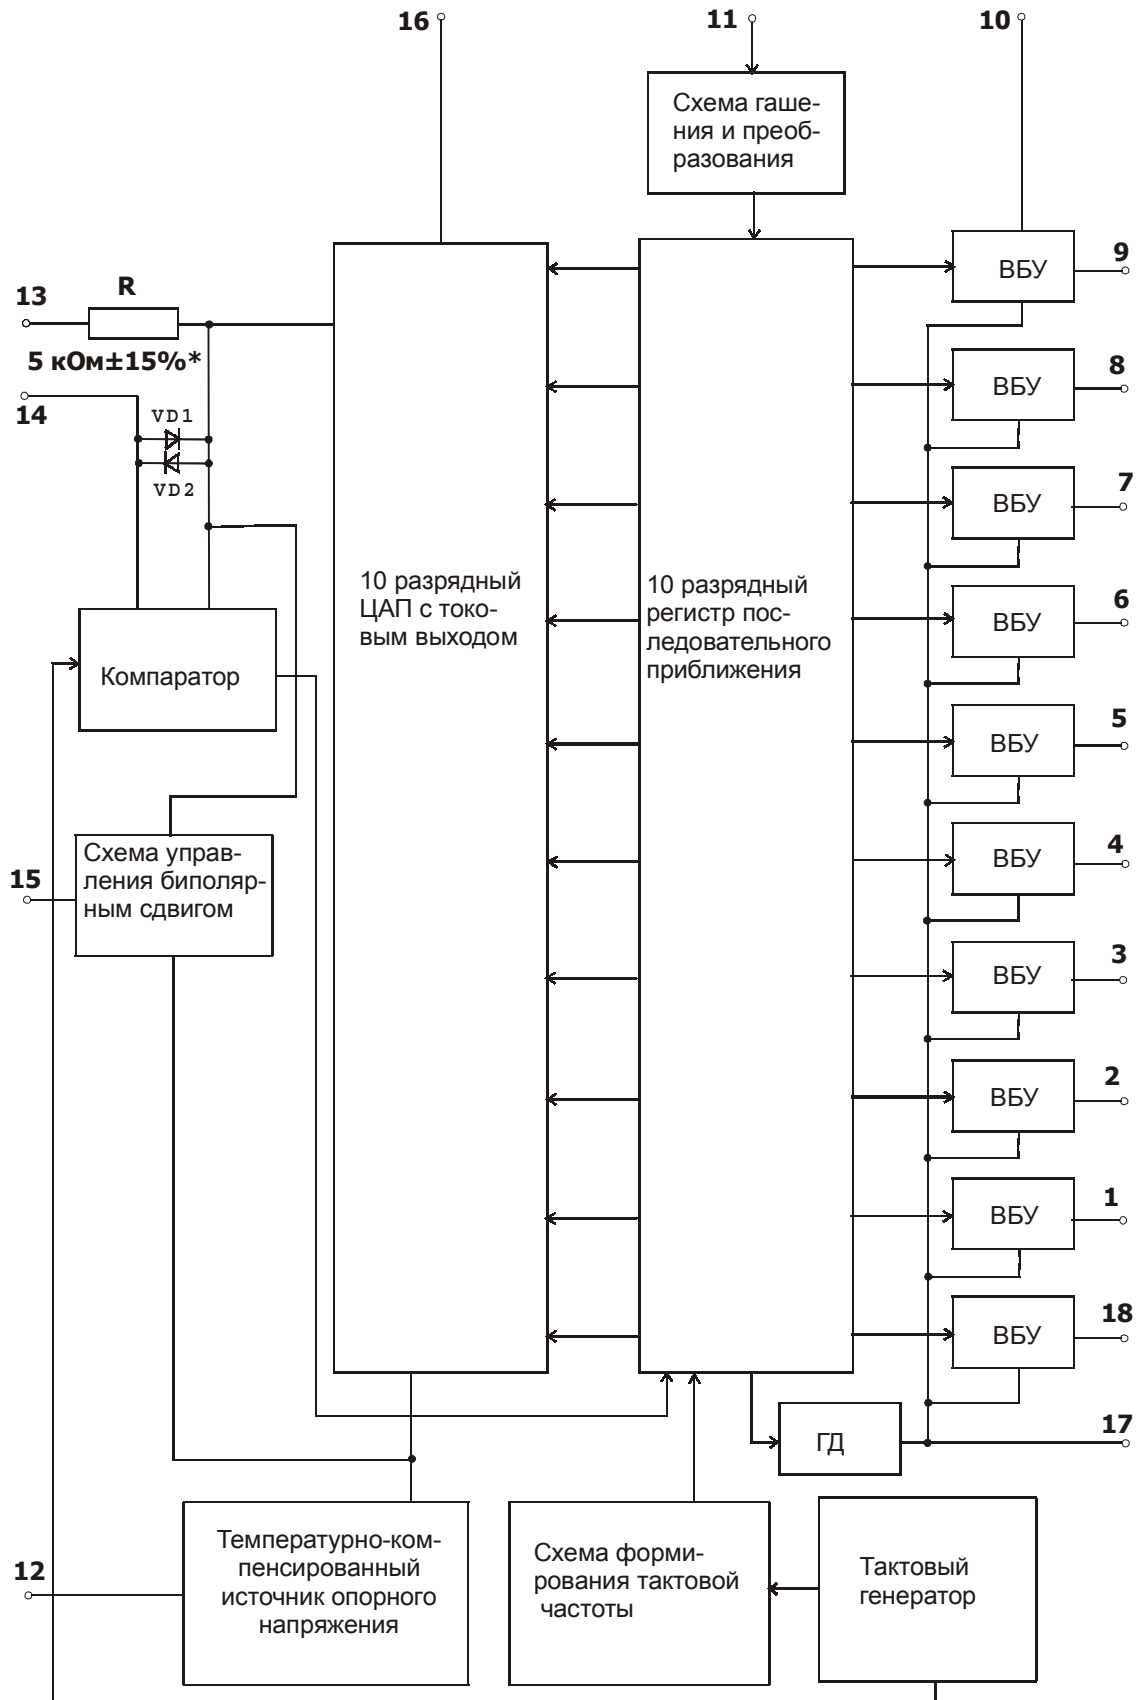 16
11
10
Схема гаше-
ния и преоб-
разования
ВБУ
9
13
R
5 кОм±15%*
14
VD1
VD2
ВБУ
8
ВБУ
7
10 разрядный
ЦАП с токо-
вым выходом
10 разрядный
регистр пос-
ледовательного
приближения
ВБУ
6
Компаратор
ВБУ
5
Схема управ-
ления биполяр-
ным сдвигом
15
ВБУ
4
ВБУ
3
ВБУ
2
ВБУ
1
ВБУ
18
ГД
17
12
Температурно-ком-
пенсированный
источник опорного
напряжения
Схема форми-
рования тактовой
частоты
Тактовый
генератор